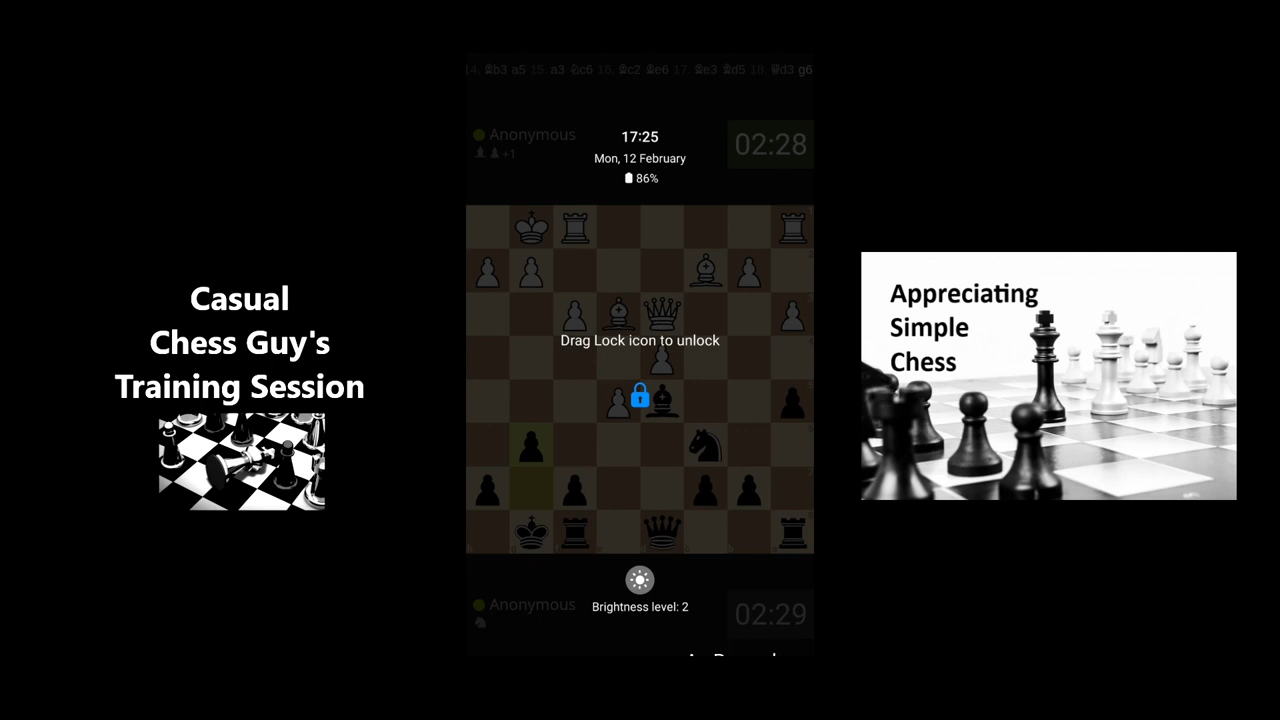 14. ♗b3 a5 15. a3 ♘c6 16. ♗c2 ♗e6 17. ♗e3 ♗d5 18. ♕d3 g6
Anonymous
+1
02:28
17:25
Mon, 12 February
86%
Drag Lock icon to unlock
Casual
Chess Guy's
Training Session
Appreciating
Simple
Chess
Brightness level: 2
Anonymous
02:29